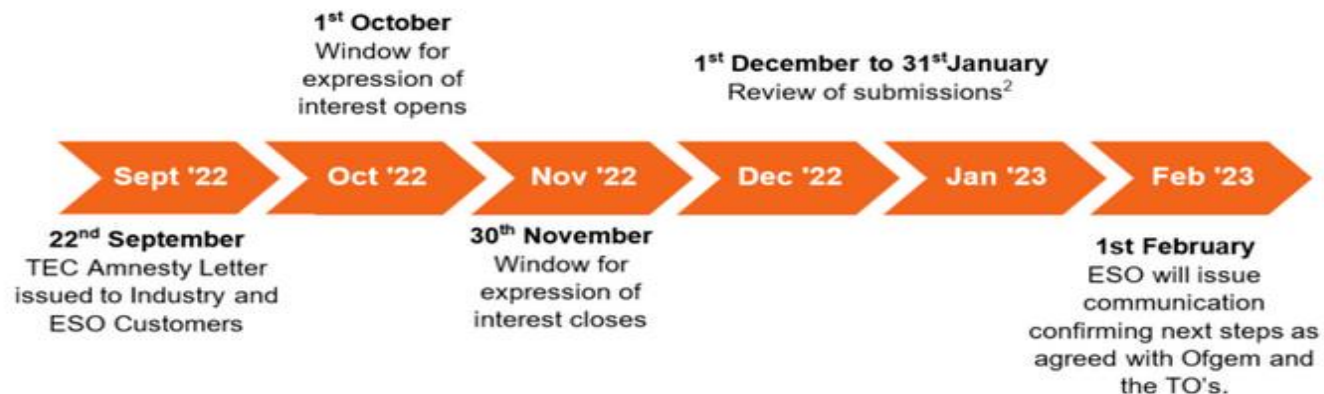 1st October
Window for
expression of
interest opens
1st December to 31stJanuary
Review of submissions2
Sept '22
Oct '22
Nov '22
Dec '22
Jan '23
Feb '23
22nd September
TEC Amnesty Letter
issued to Industry and
ESO Customers
30th November
Window for
expression of
interest closes
1st February
ESO will issue
communication
confirming next steps as
agreed with Ofgem and
the TO's.